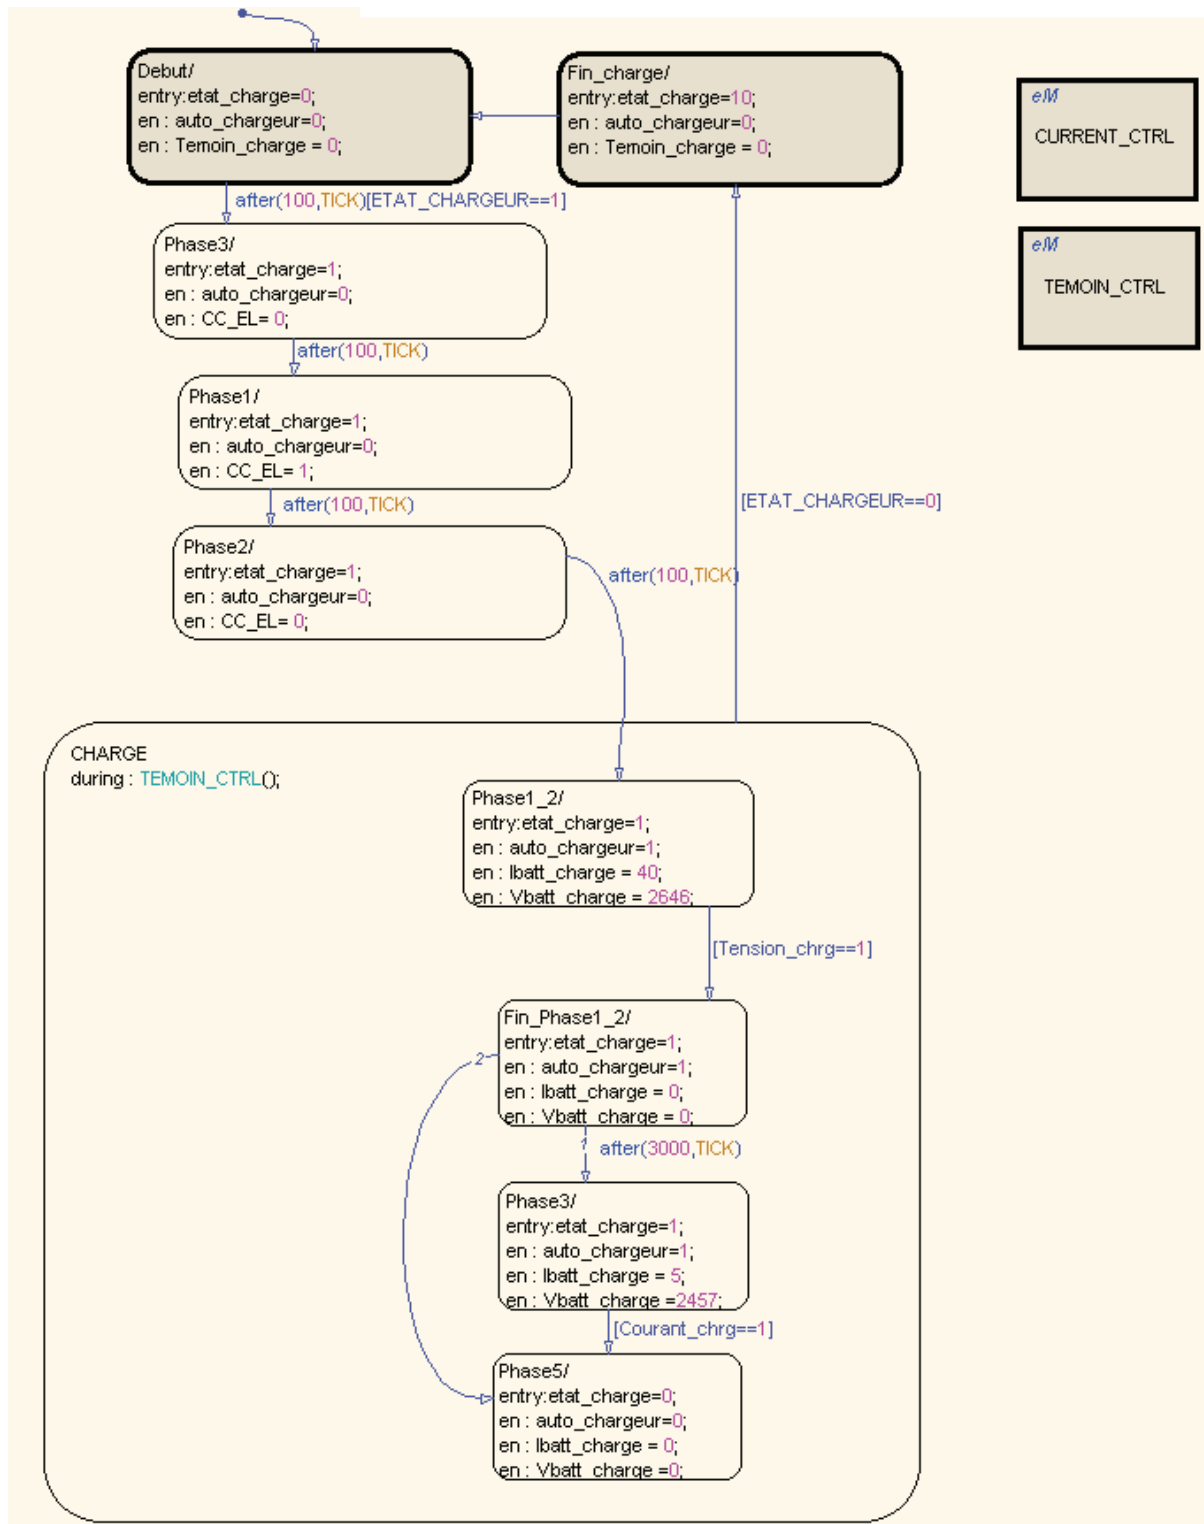 Debut/
entry:etat_charge=0;
en : auto_chargeur=0;
en : Temoin_charge = 0;
Fin_charge/
entry:etat_charge=10;
en : auto_chargeur=0;
en : Temoin_charge = 0;
eM
CURRENT_CTRL
eM
TEMOIN_CTRL
after(100,TICK)[ETAT_CHARGEUR==1]
Phase3/
entry:etat_charge=1;
en : auto_chargeur=0;
en : CC_EL= 0;
after(100,TICK)
Phase1/
entry:etat_charge=1;
en : auto_chargeur=0;
en : CC_EL= 1;
after(100,TICK)
[ETAT_CHARGEUR==0]
Phase2/
entry:etat_charge=1;
en : auto_chargeur=0;
en : CC_EL= 0;
after(100,TICK)
CHARGE
during : TEMOIN_CTRL();
Phase1_2/
entry:etat_charge=1;
en : auto_chargeur=1;
en : Ibatt_charge = 40;
en : Vbatt_charge = 2646;
[Tension_chrg==1]
Fin_Phase1_2/
entry:etat_charge=1;
en : auto_chargeur=1;
en : Ibatt_charge = 0;
en : Vbatt_charge = 0;
2
1
after(3000,TICK)
Phase3/
entry:etat_charge=1;
en : auto_chargeur=1;
en : Ibatt_charge = 5;
en : Vbatt_charge =2457;
[Courant_chrg==1]
Phase5/
entry:etat_charge=0;
en : auto_chargeur=0;
en : Ibatt_charge = 0;
en : Vbatt_charge =0;